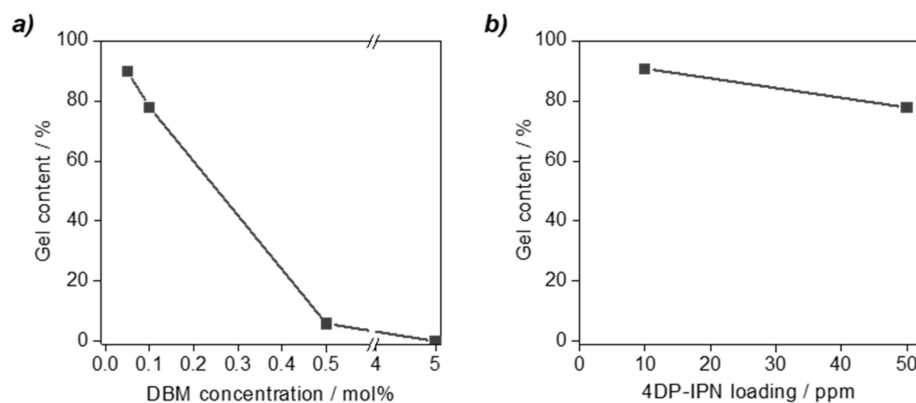 a)
100
80
60
40
20
0
Gel content / %
0.0 0.1 0.2 0.3 0.4 0.5 4 5
DBM concentration / mol%
b)
100
80
60
40
20
0
Gel content / %
0 10 20 30 40 50
4DP-IPN loading / ppm